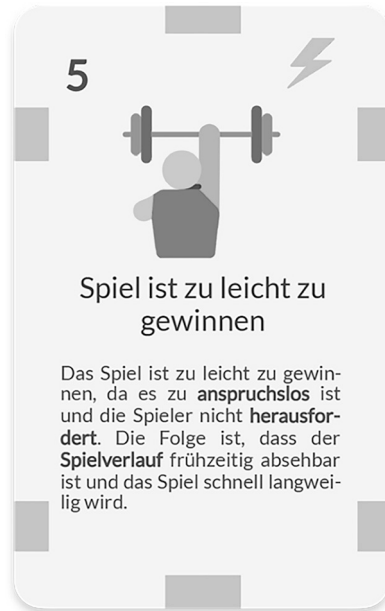 5
Spiel ist zu leicht zu
gewinnen
Das Spiel ist zu leicht zu gewin-
nen, da es zu anspruchslos ist
und die Spieler nicht herausfor-
dert. Die Folge ist, dass der
Spielverlauf frühzeitig absehbar
ist und das Spiel schnell langwei-
lig wird.